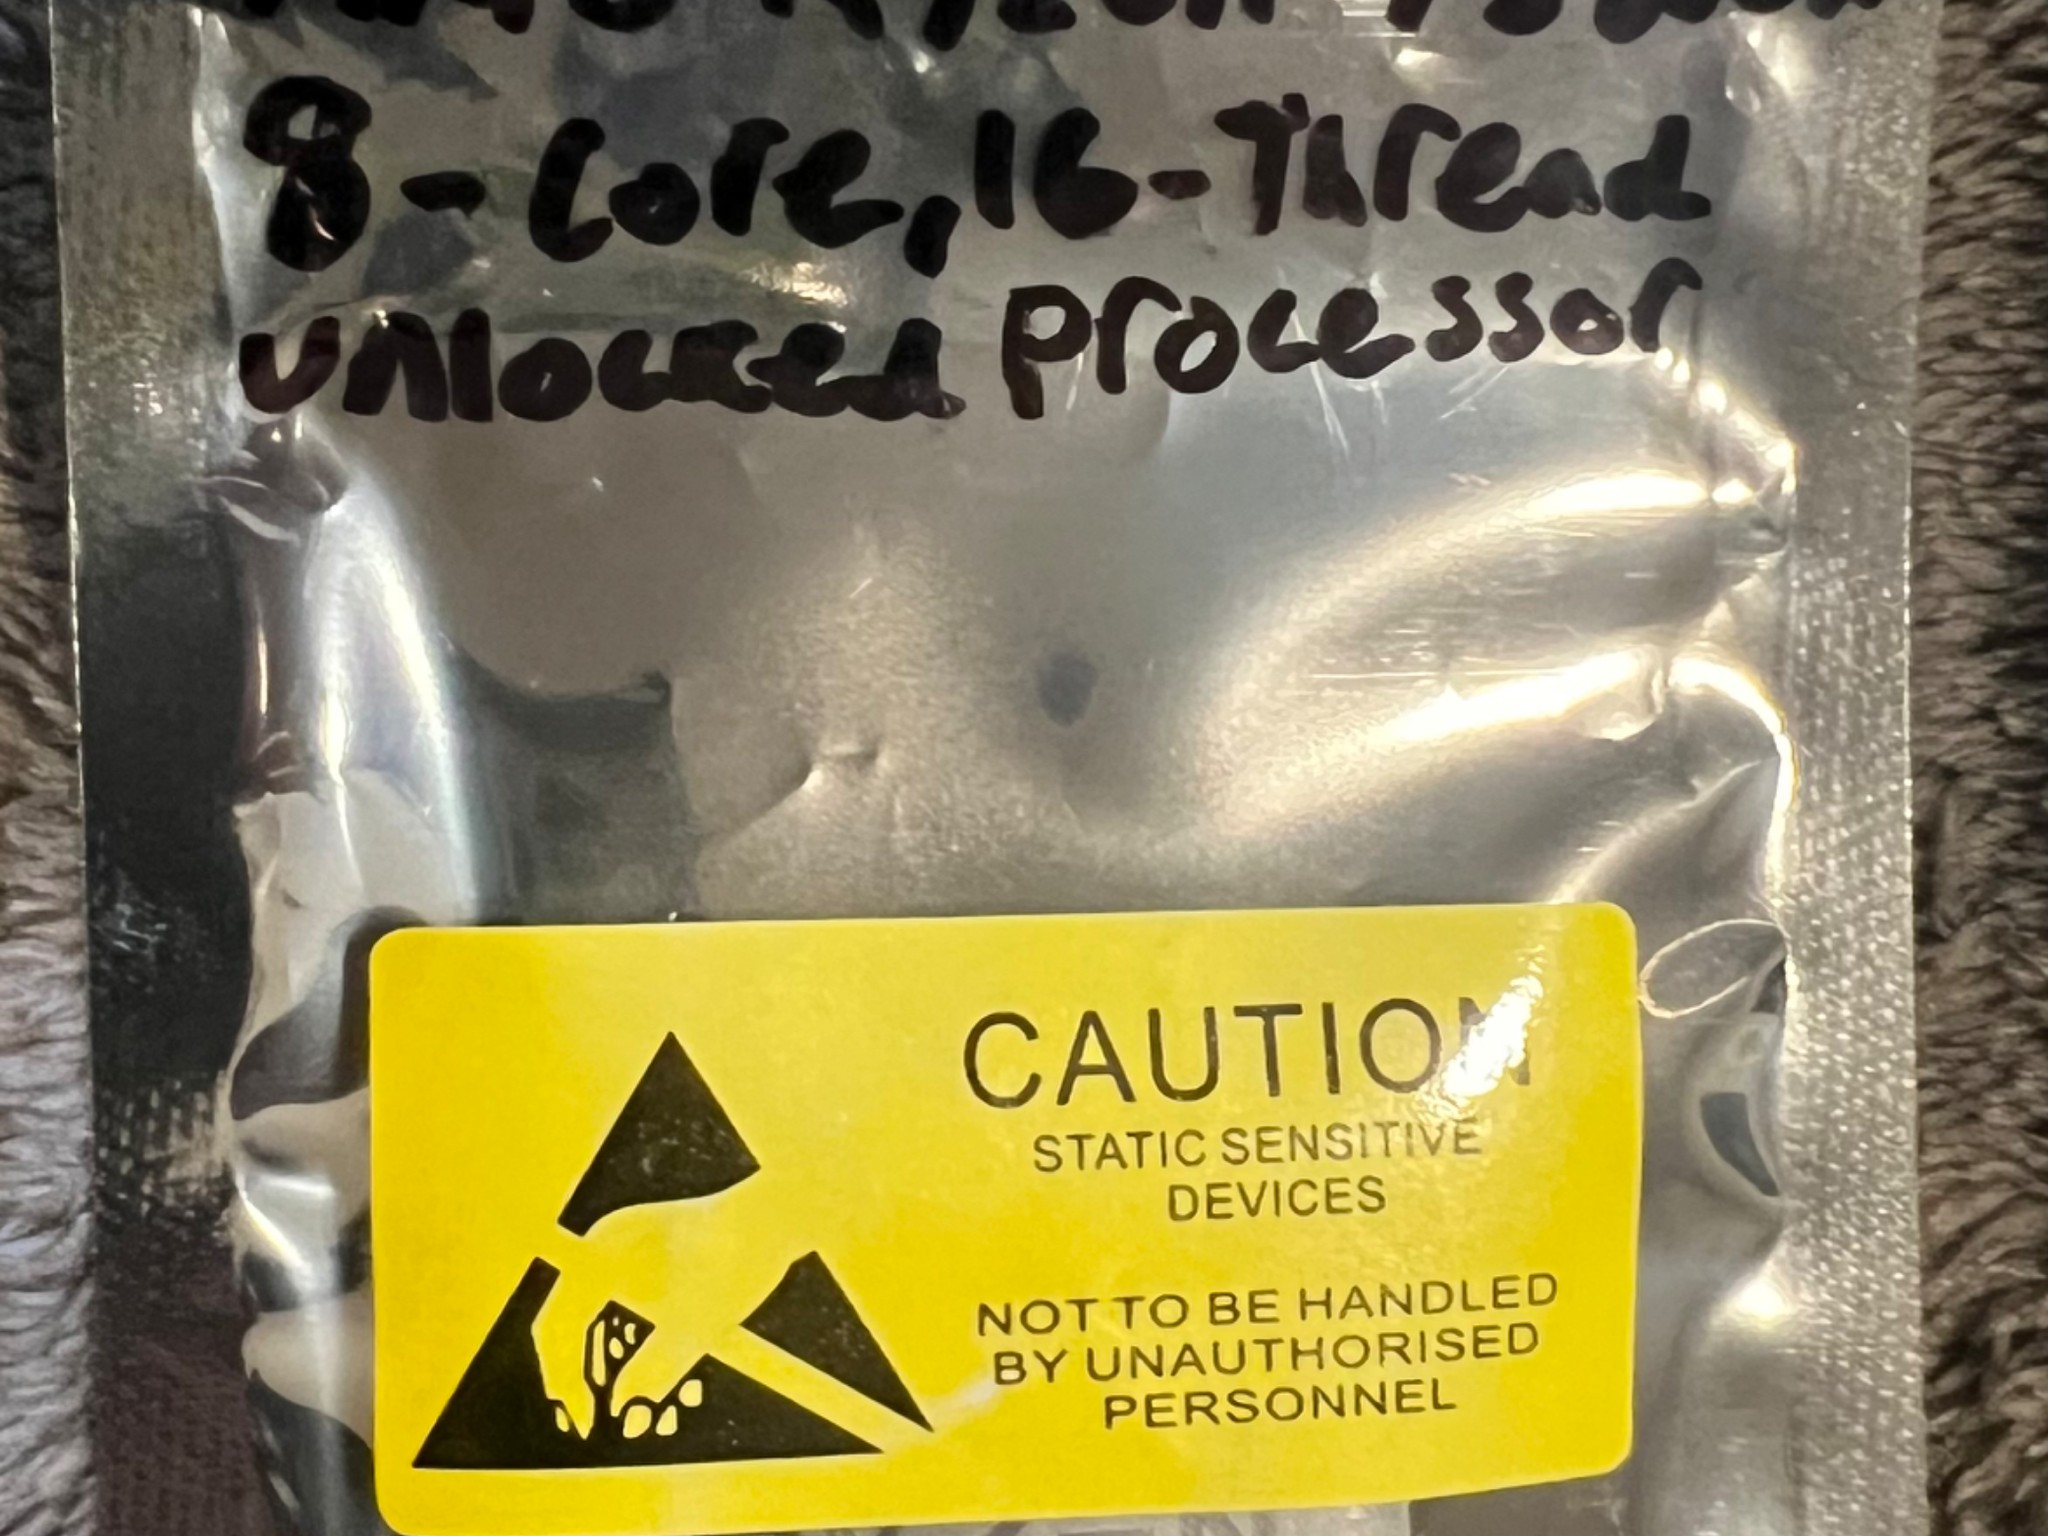 8-Core,16-Thread
unlocked processor
CAUTION
STATIC SENSITIVE
DEVICES
NOT TO BE HANDLED
BY UNAUTHORISED
PERSONNEL